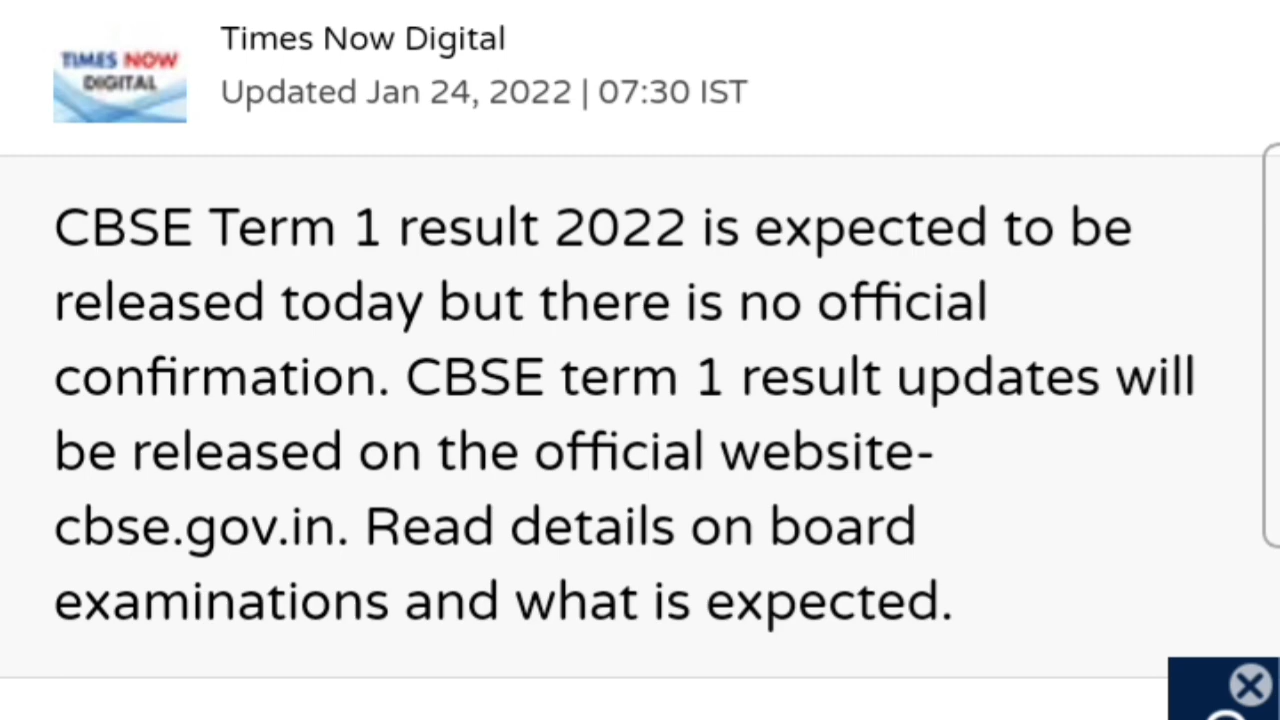 TIMES NOW
DIGITAL
Times Now Digital
Updated Jan 24, 2022 | 07:30 IST
CBSE Term 1 result 2022 is expected to be
released today but there is no official
confirmation. CBSE term 1 result updates will
be released on the official website-
cbse.gov.in. Read details on board
examinations and what is expected.